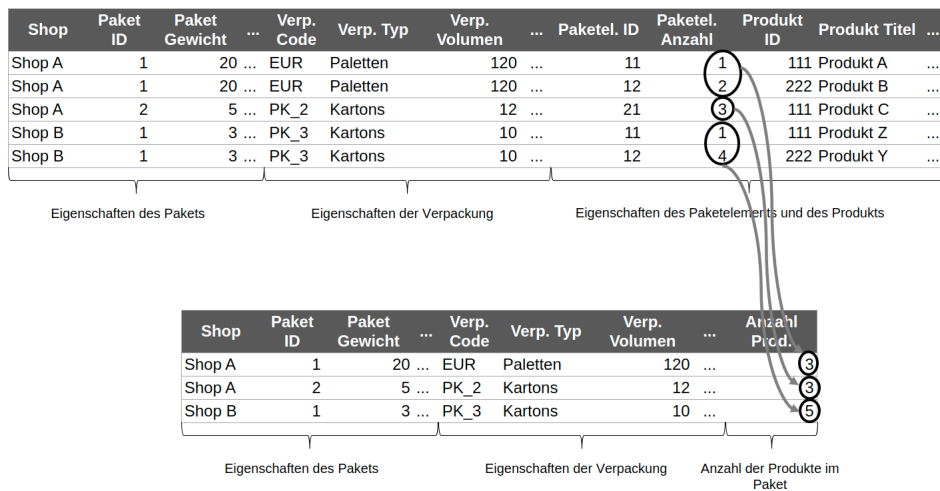 Shop Paket ID Paket Gewicht ... Verp. Code Verp. Typ Verp. Volumen ... Paketel. ID Paketel. Anzahl Produkt ID Produkt Titel ...
Shop A 1 20 ... EUR Paletten 120 ... 11 1 111 Produkt A ...
Shop A 1 20 ... EUR Paletten 120 ... 12 2 222 Produkt B ...
Shop A 2 5 ... PK_2 Kartons 12 ... 21 3 111 Produkt C ...
Shop B 1 3 ... PK_3 Kartons 10 ... 11 1 111 Produkt Z ...
Shop B 1 3 ... PK_3 Kartons 10 ... 12 4 222 Produkt Y ...
Eigenschaften des Pakets Eigenschaften der Verpackung Eigenschaften des Paketelements und des Produkts
Shop Paket ID Paket Gewicht ... Verp. Code Verp. Typ Verp. Volumen ... Anzahl Prod.
Shop A 1 20 ... EUR Paletten 120 ... 3
Shop A 2 5 ... PK_2 Kartons 12 ... 3
Shop B 1 3 ... PK_3 Kartons 10 ... 5
Eigenschaften des Pakets Eigenschaften der Verpackung Anzahl der Produkte im
Paket